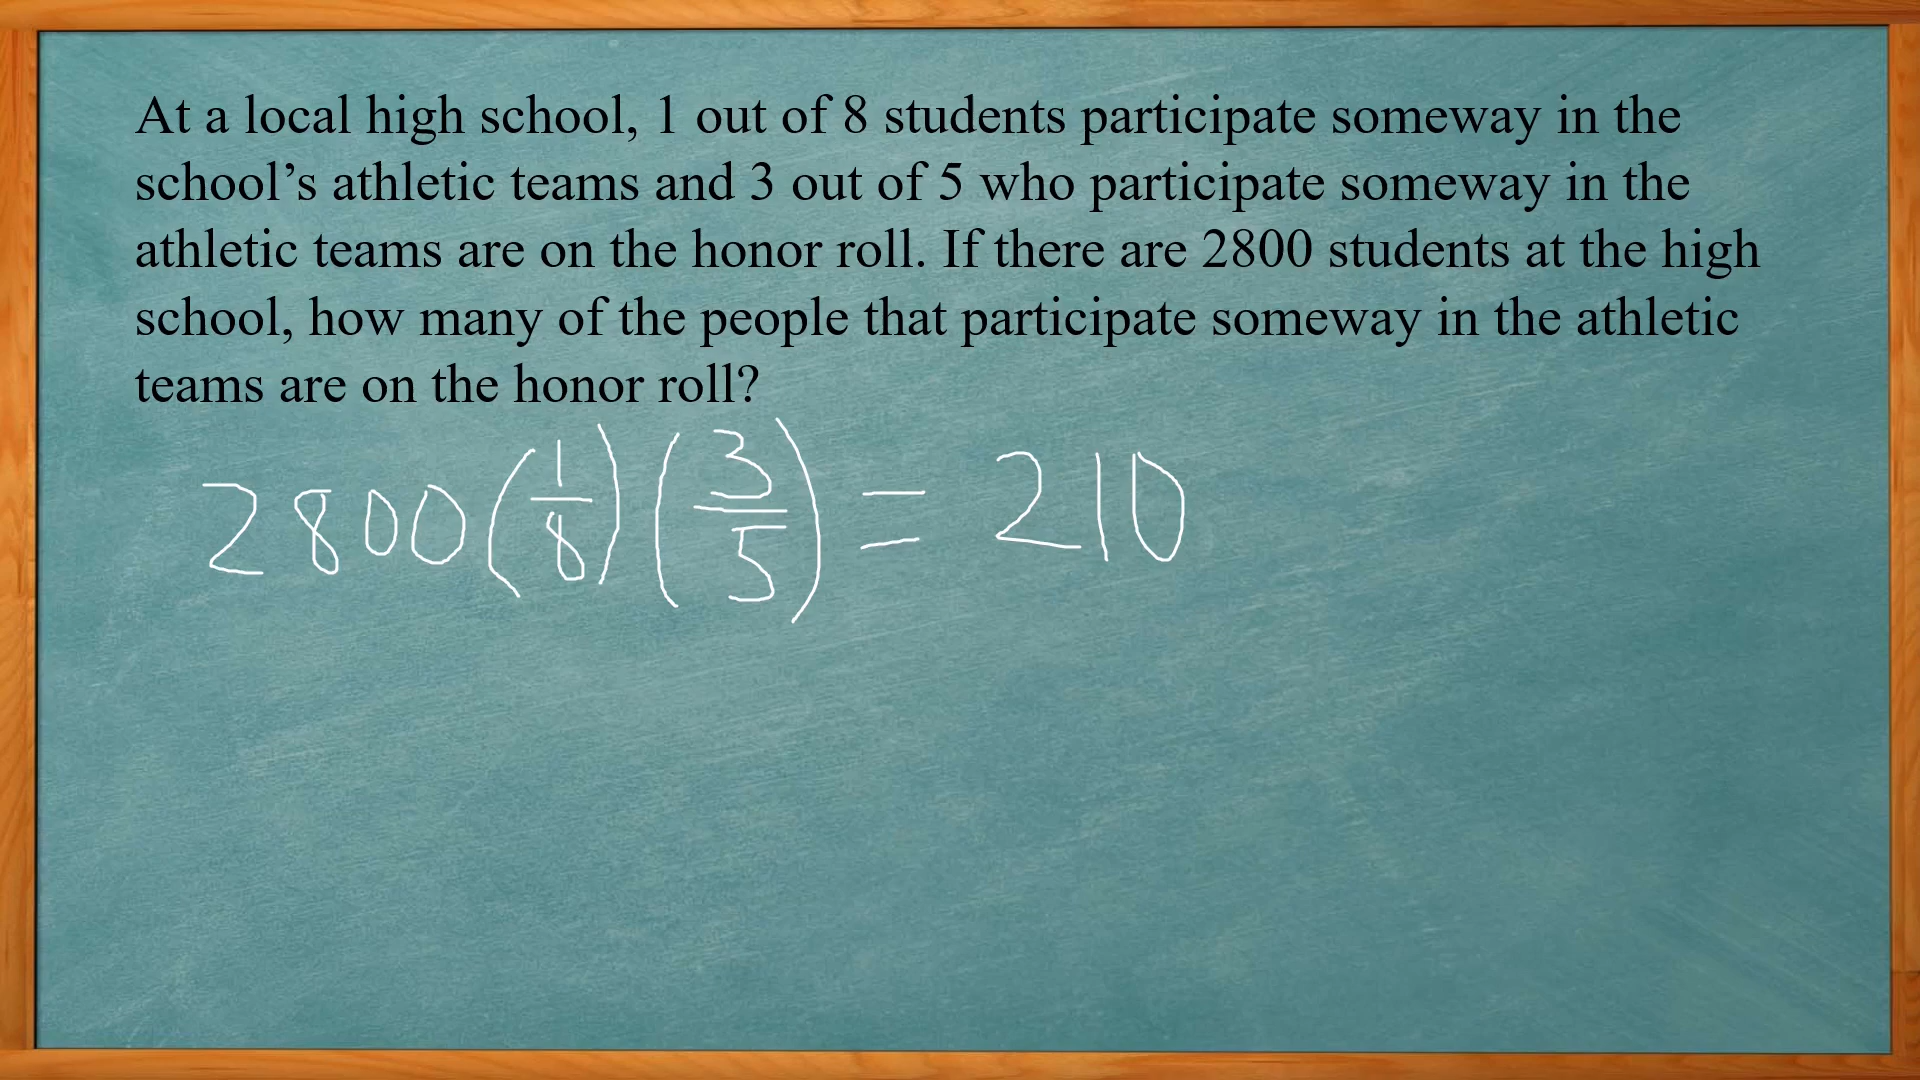 At a local high school, 1 out of 8 students participate someway in the
school’s athletic teams and 3 out of 5 who participate someway in the
athletic teams are on the honor roll. If there are 2800 students at the high
school, how many of the people that participate someway in the athletic
teams are on the honor roll?
2800(1/8)(3/5) = 210